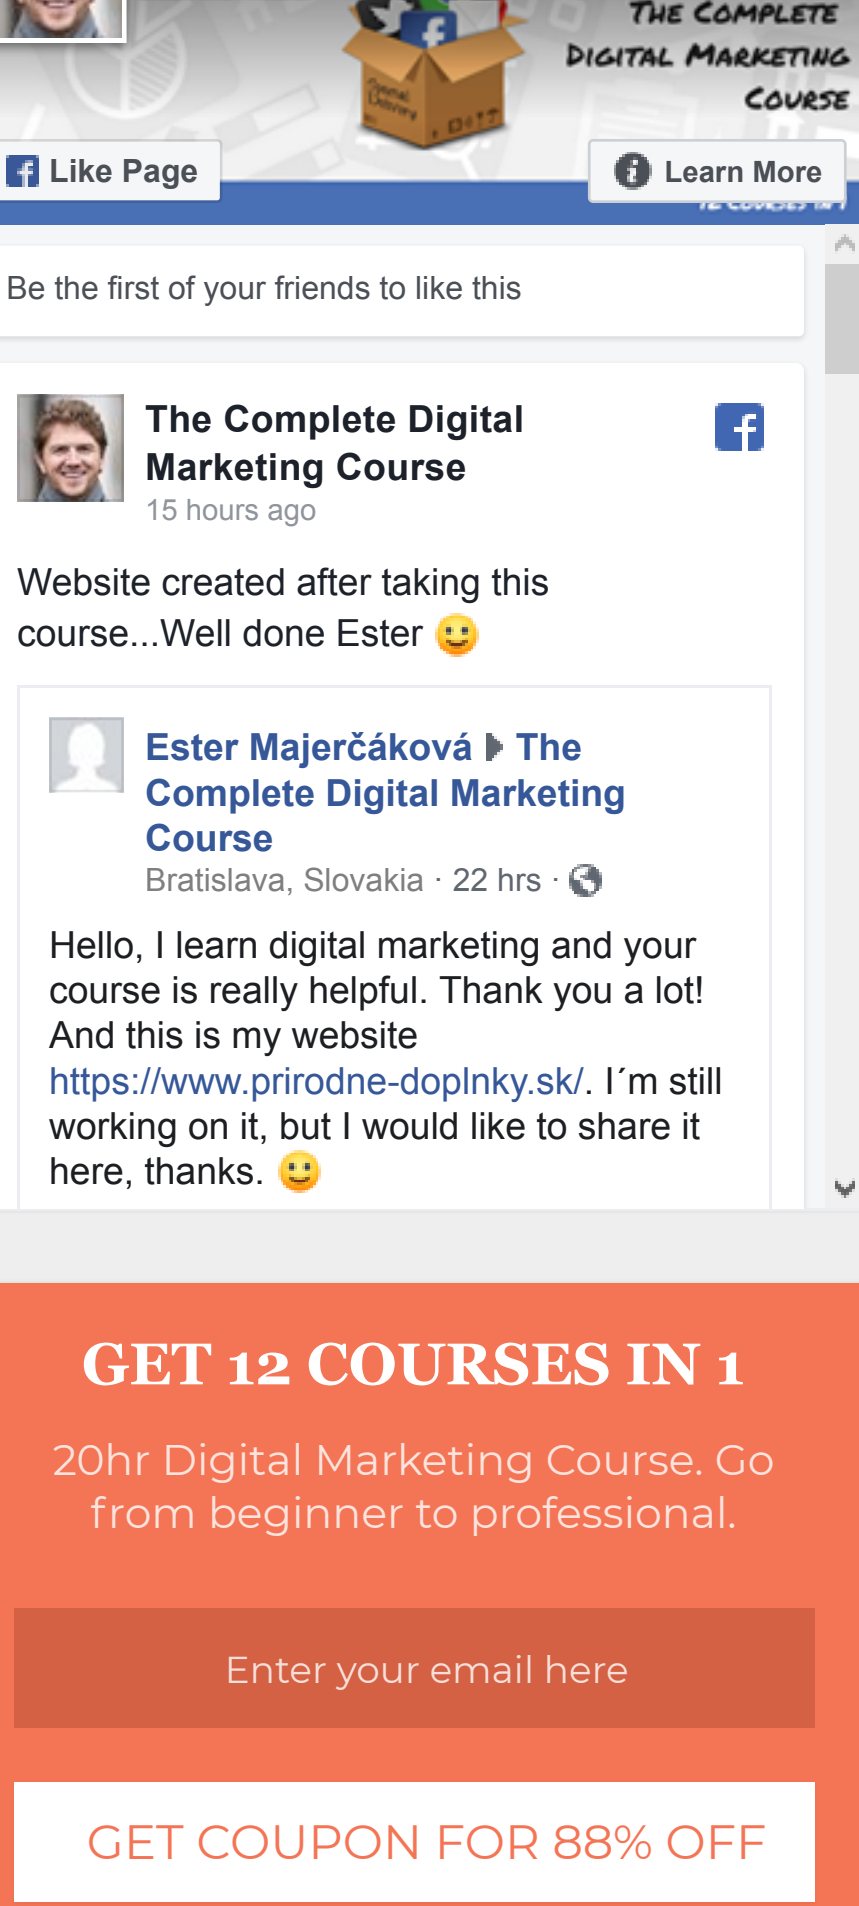 THE COMPLETE
DIGITAL MARKETING
COURSE
Like Page
Learn More
12 COURSES IN 1
Be the first of your friends to like this
The Complete Digital
Marketing Course
15 hours ago
Website created after taking this
course...Well done Ester 🙂
Ester Majerčáková ▶ The
Complete Digital Marketing
Course
Bratislava, Slovakia · 22 hrs ·
Hello, I learn digital marketing and your
course is really helpful. Thank you a lot!
And this is my website
https://www.prirodne-doplnky.sk/. I´m still
working on it, but I would like to share it
here, thanks. 🙂
GET 12 COURSES IN 1
20hr Digital Marketing Course. Go
from beginner to professional.
Enter your email here
GET COUPON FOR 88% OFF